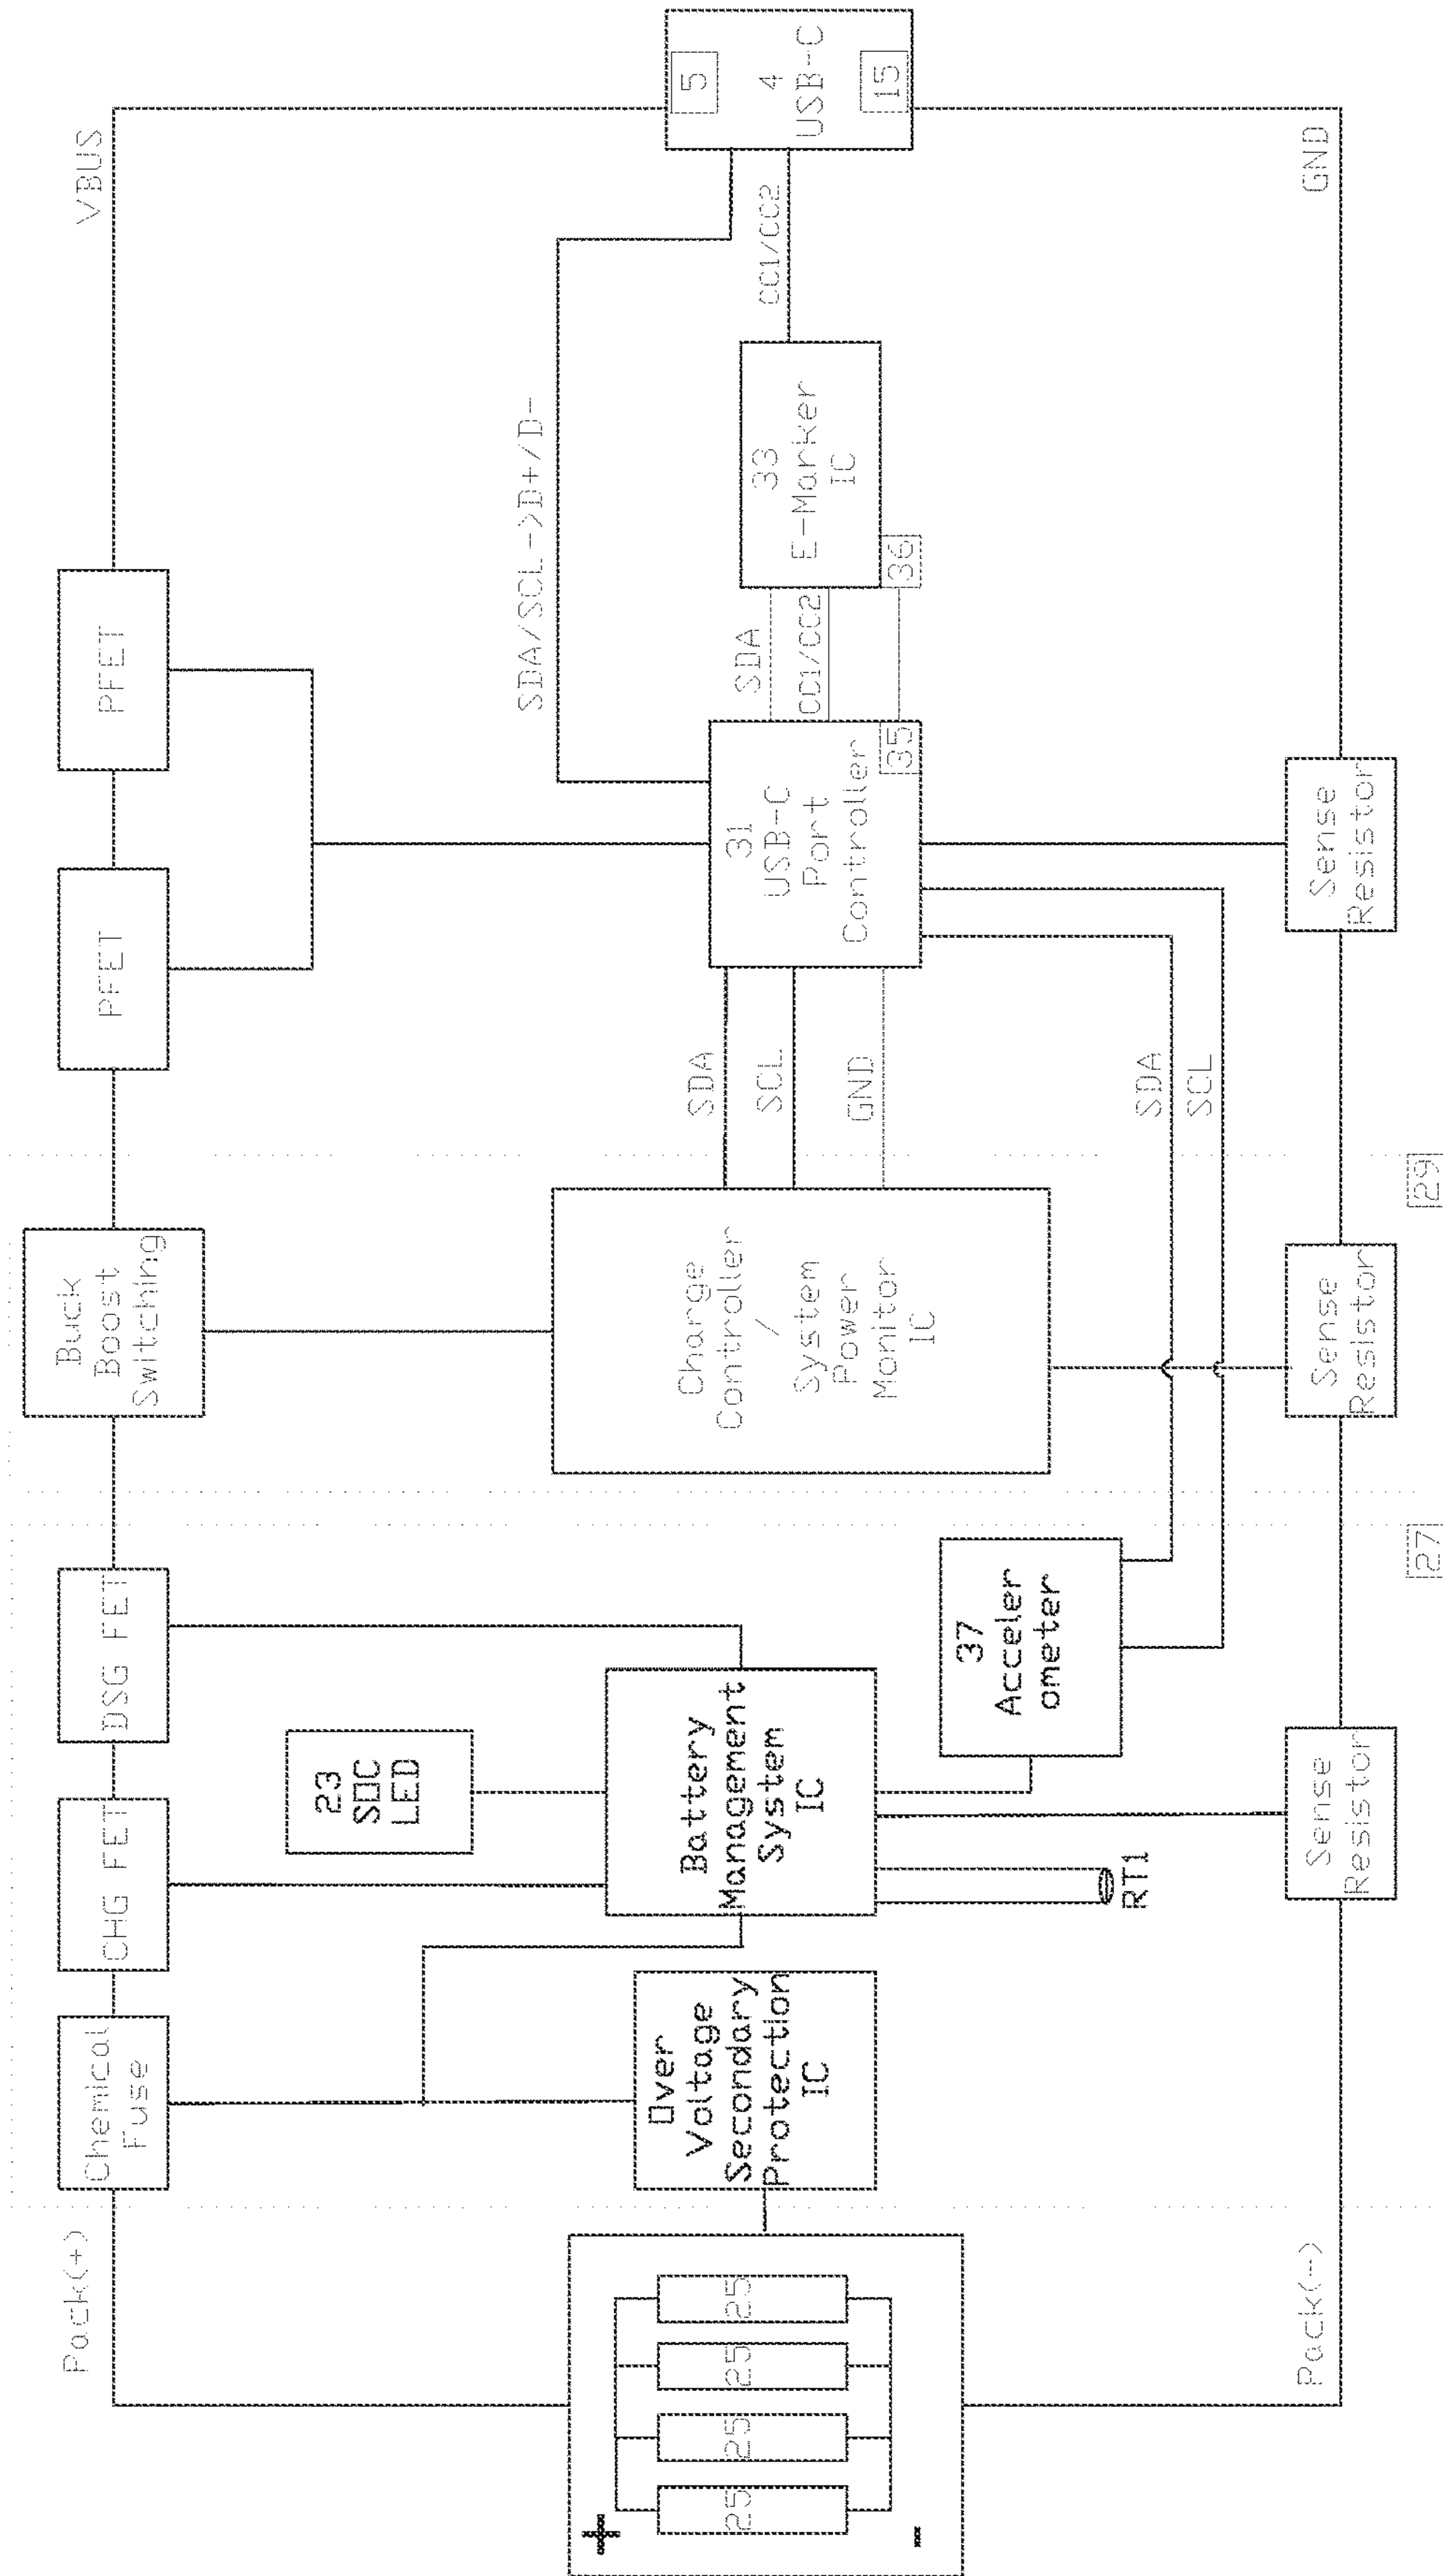 Pack(+)
Chemical
Fuse
CHG FET
DSG FET
Buck
Boost
Switching
PFET
PFET
VBUS
23
SOC
LED
SDA/SCL->D+/D-
+
25
25
25
25
-
Over
Voltage
Secondary
Protection
IC
Battery
Management
System
IC
RT1
37
Acceler
ometer
Charge
Controller
/
System
Power
Monitor
IC
SDA
SCL
GND
31
USB-C
Port
Controller
35
SDA
CC1/CC2
36
33
E-Marker
IC
CC1/CC2
5
4
USB-C
15
SDA
SCL
Pack(-)
Sense
Resistor
Sense
Resistor
Sense
Resistor
GND
27
29